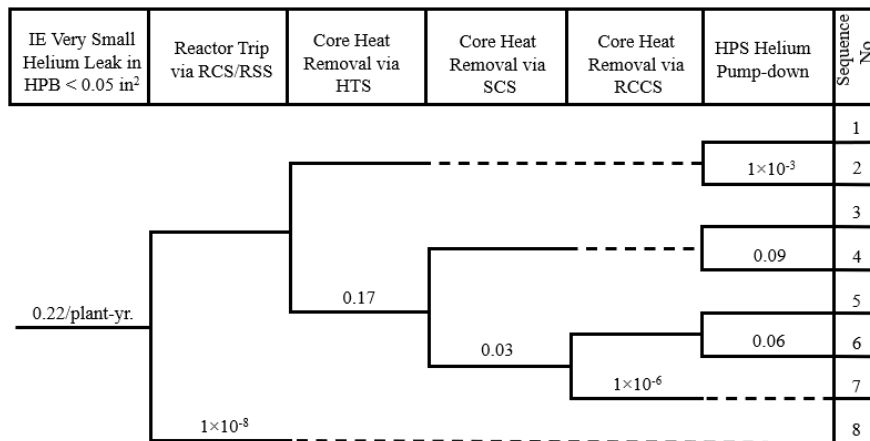 IE Very Small
Helium Leak in
HPB < 0.05 in²
Reactor Trip
via RCS/RSS
Core Heat
Removal via
HTS
Core Heat
Removal via
SCS
Core Heat
Removal via
RCCS
HPS Helium
Pump-down
Sequence
No
1
1×10⁻³
2
3
0.09
4
0.22/plant-yr.
0.17
5
0.03
0.06
6
1×10⁻⁶
7
1×10⁻⁸
8